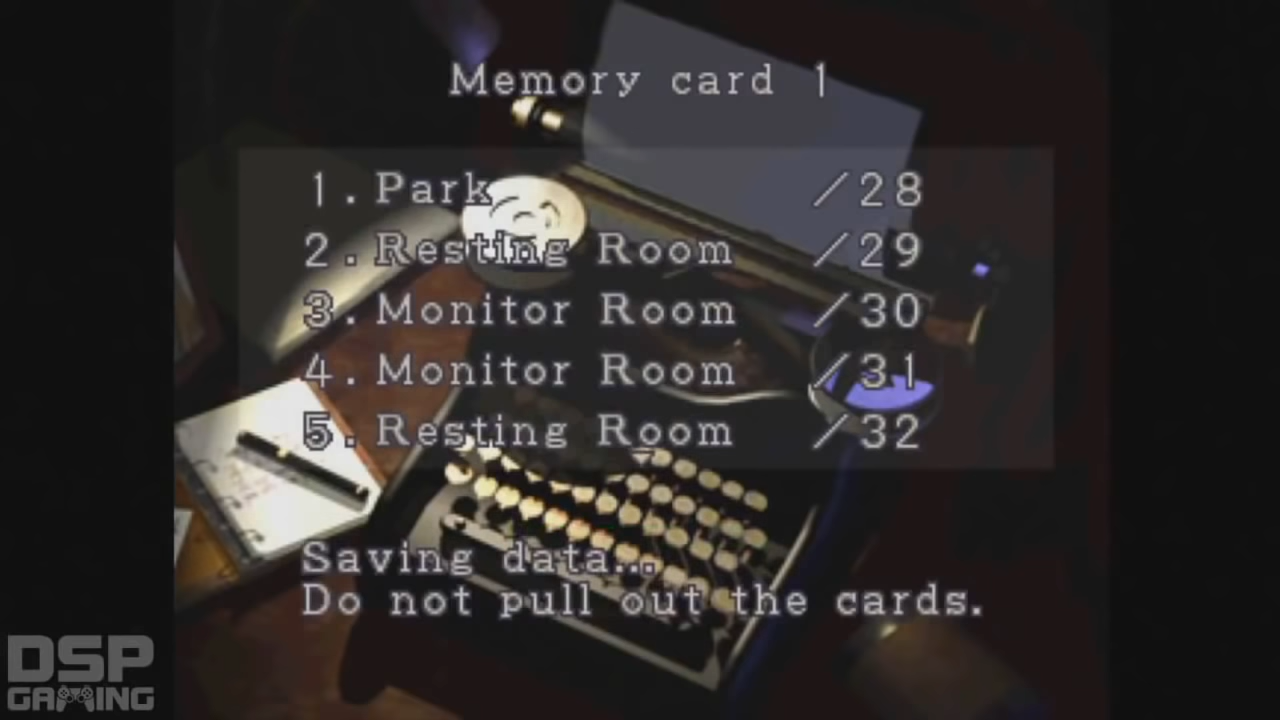 Memory card 1
1. Park /28
2. Resting Room /29
3. Monitor Room /30
4. Monitor Room /31
5. Resting Room /32
Saving data...
Do not pull out the cards.
DSP
GAMING